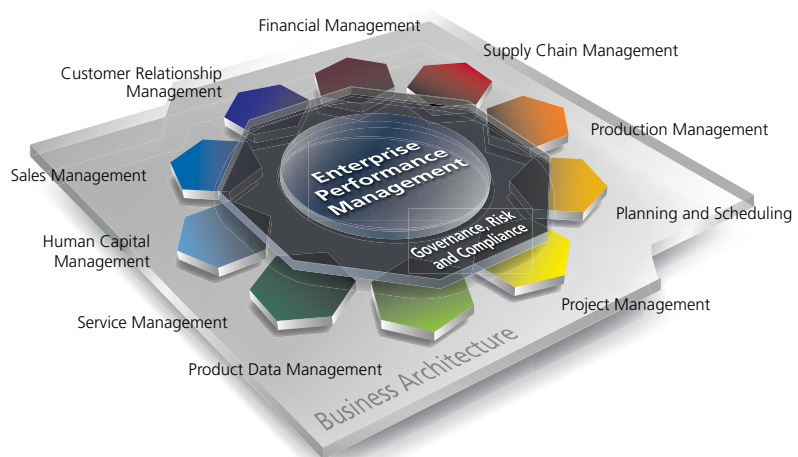 Financial Management
Supply Chain Management
Customer Relationship
Management
Production Management
Enterprise
Performance
Management
Sales Management
Planning and Scheduling
Governance, Risk
and Compliance
Human Capital
Management
Project Management
Service Management
Product Data Management
Business Architecture